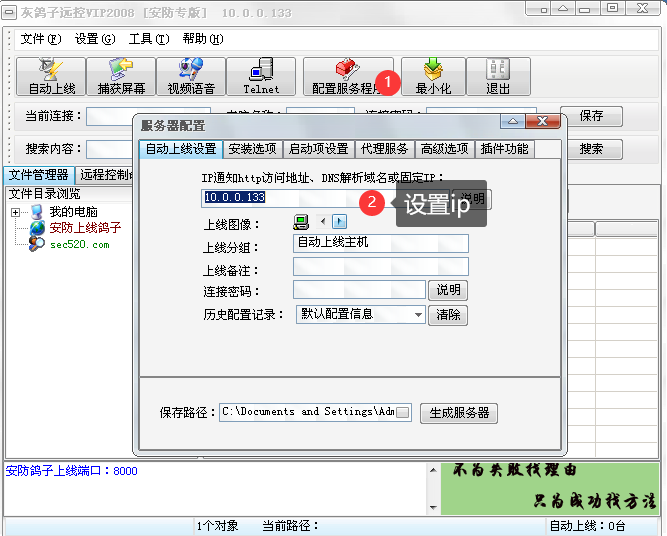 灰鸽子远控VIP2008 [安防专版] 10.0.0.133
文件(F) 设置(G) 工具(T) 帮助(H)
自动上线 捕获屏幕 视频语音 Telnet 配置服务程序 1 最小化 退出
当前连接： 保存
搜索内容： 搜索
服务器配置
自动上线设置 安装选项 启动项设置 代理服务 高级选项 插件功能
文件管理器 远程控制台
文件目录浏览
我的电脑
安防上线鸽子
sec520.com
IP通知http访问地址、DNS解析域名或固定IP：
10.0.0.133 2 设置ip 说明
上线图像：
上线分组： 自动上线主机
上线备注：
连接密码： 说明
历史配置记录： 默认配置信息 清除
保存路径： C:\Documents and Settings\Adm 生成服务器
安防鸽子上线端口：8000
不为失败找理由
只为成功找方法
1个对象 当前路径： 自动上线：0台